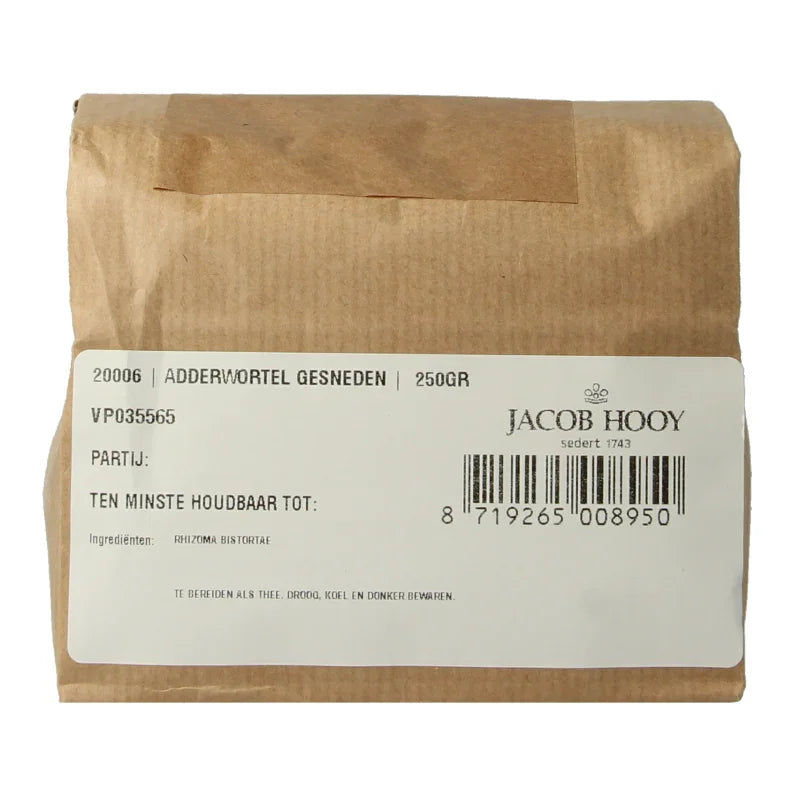 20006 | ADDERWORTEL GESNEDEN | 250GR
VP035565
PARTIJ:
TEN MINSTE HOUDBAAR TOT:
Ingrediënten: RHIZOMA BISTORTAE
TE BEREIDEN ALS THEE. DROOG, KOEL EN DONKER BEWAREN.
JACOB HOOY
sedert 1743
8 719265 008950